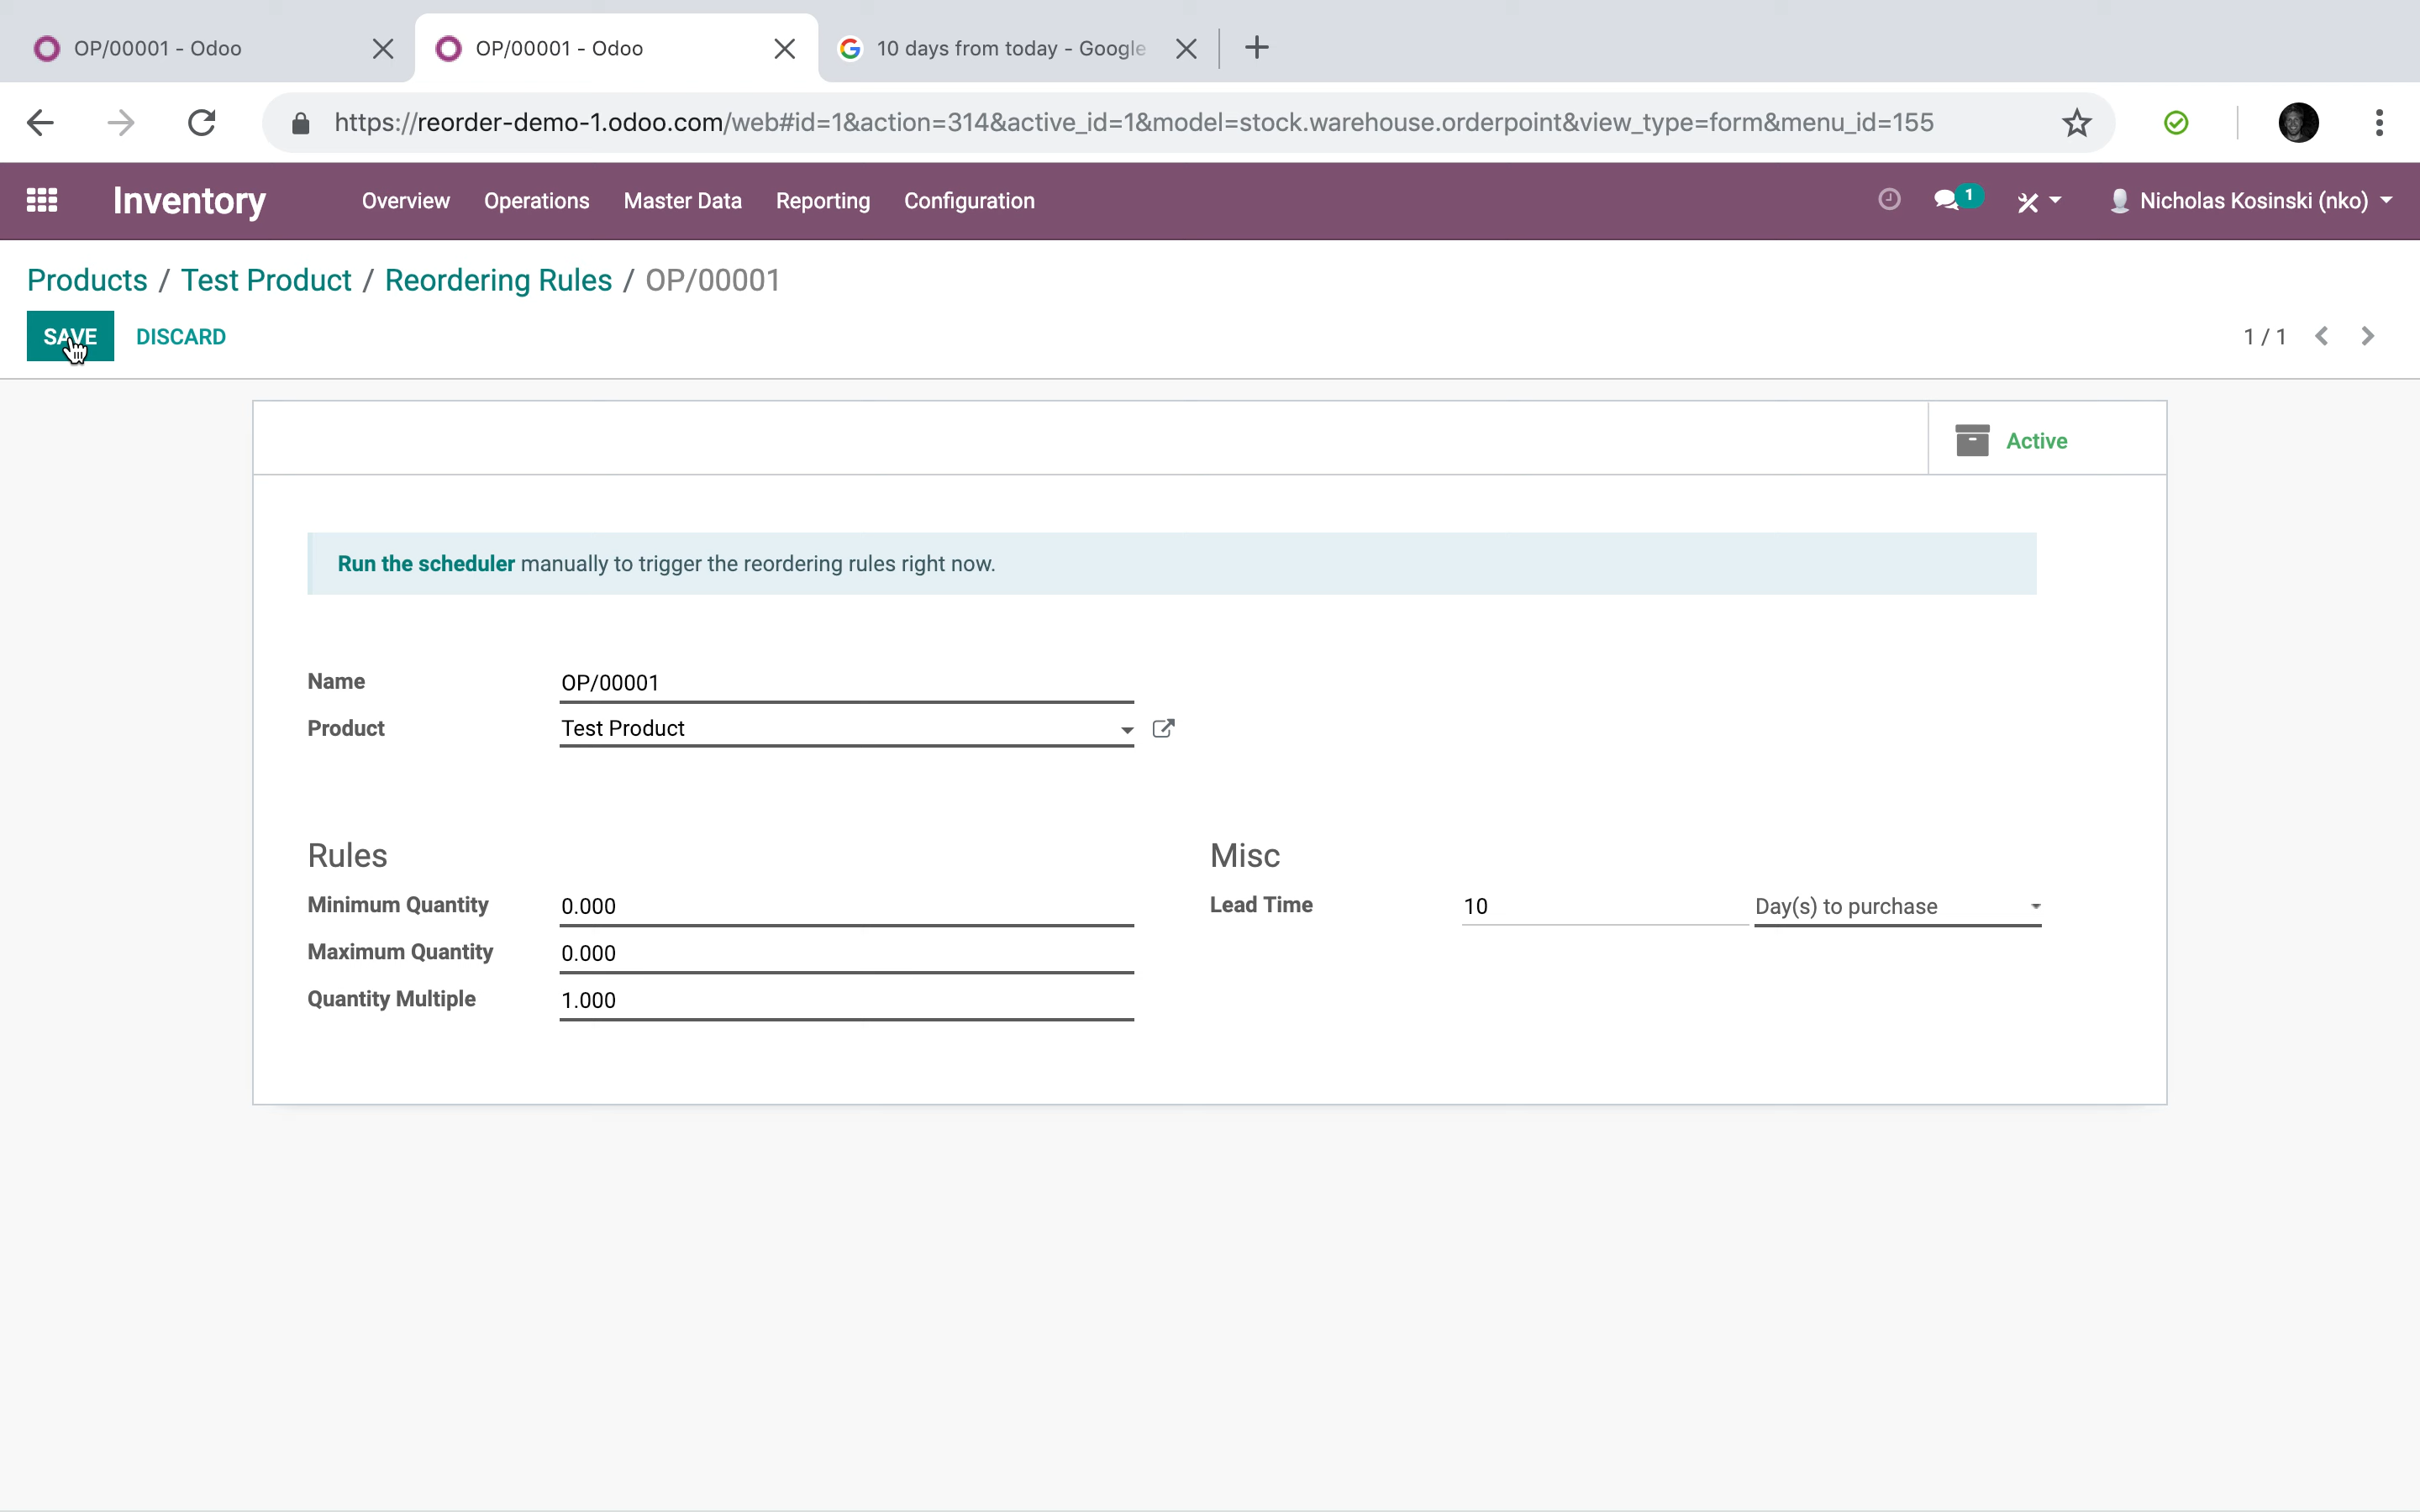 OP/00001 - Odoo
OP/00001 - Odoo
10 days from today - Google
https://reorder-demo-1.odoo.com/web#id=1&action=314&active_id=1&model=stock.warehouse.orderpoint&view_type=form&menu_id=155
Inventory Overview Operations Master Data Reporting Configuration 1 Nicholas Kosinski (nko)
Products / Test Product / Reordering Rules / OP/00001
SAVE DISCARD 1 / 1
Active
Run the scheduler manually to trigger the reordering rules right now.
Name OP/00001
Product Test Product
Rules Misc
Minimum Quantity 0.000 Lead Time 10 Day(s) to purchase
Maximum Quantity 0.000
Quantity Multiple 1.000